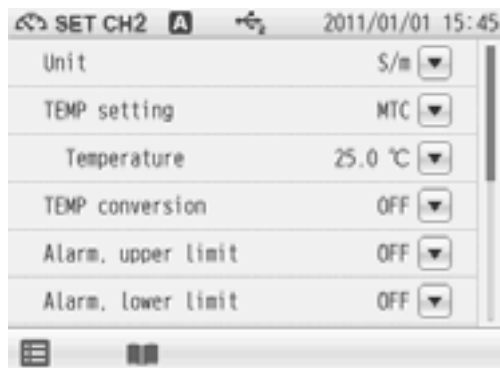 SET CH2 A 2 2011/01/01 15:45
Unit S/m
TEMP setting MTC
Temperature 25.0 ℃
TEMP conversion OFF
Alarm, upper limit OFF
Alarm, lower limit OFF